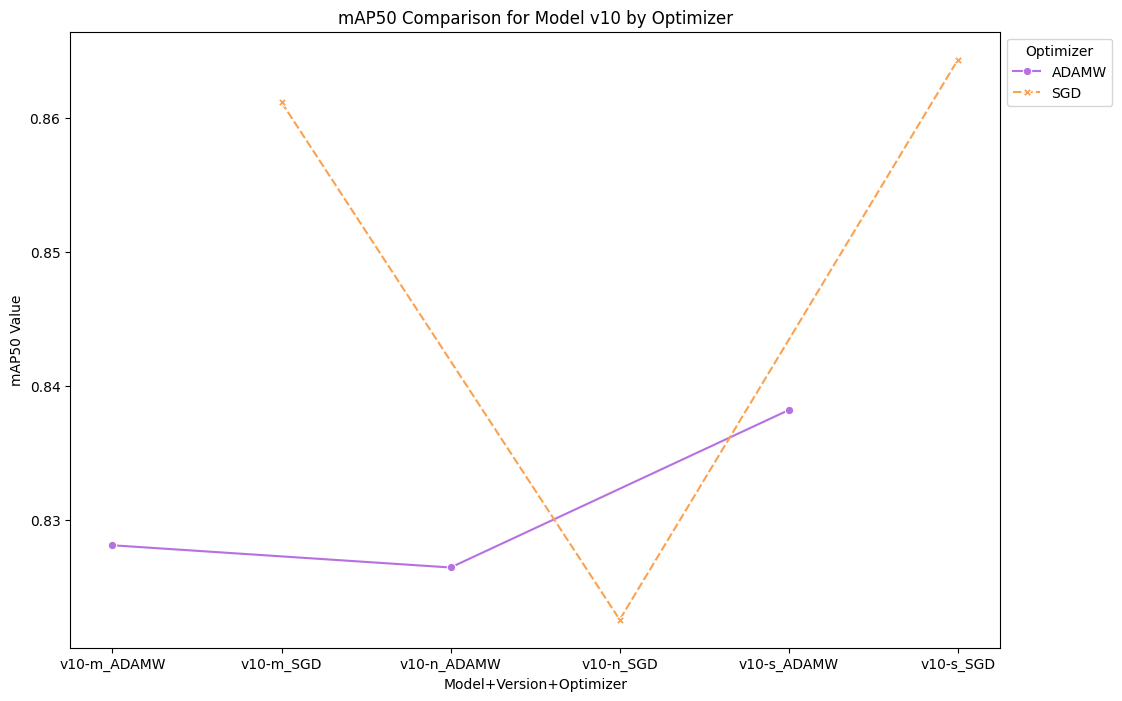 mAP50 Comparison for Model v10 by Optimizer
Optimizer
ADAMW
SGD
mAP50 Value
0.86
0.85
0.84
0.83
v10-m_ADAMW
v10-m_SGD
v10-n_ADAMW
v10-n_SGD
v10-s_ADAMW
v10-s_SGD
Model+Version+Optimizer